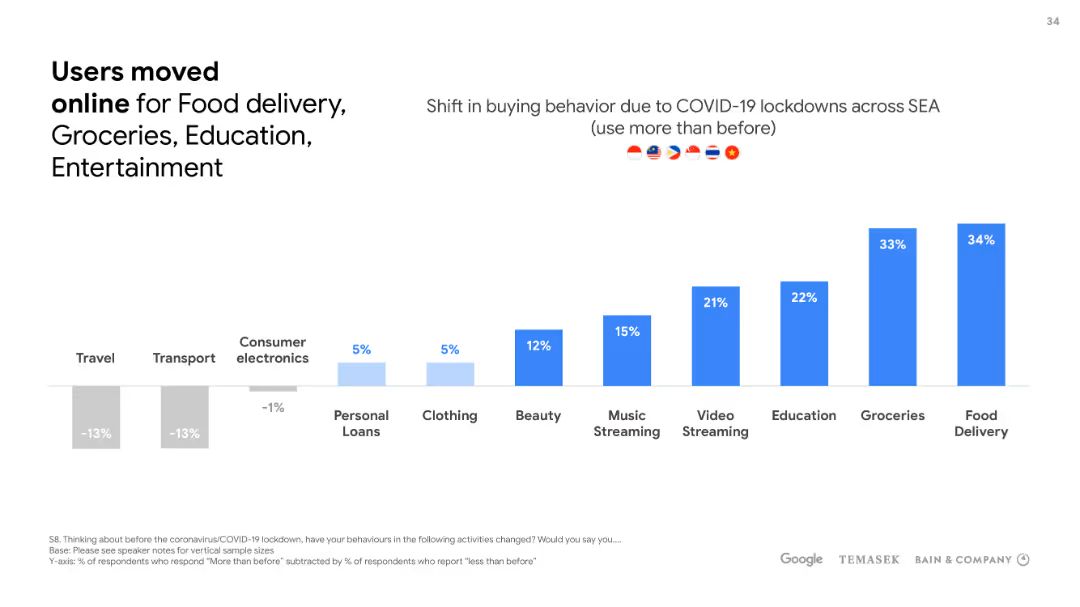 34
Users moved
online for Food delivery,
Groceries, Education,
Entertainment
Shift in buying behavior due to COVID-19 lockdowns across SEA
(use more than before)
Travel
Transport
Consumer
electronics
-13%
-13%
-1%
5%
5%
12%
15%
21%
22%
33%
34%
Personal
Loans
Clothing
Beauty
Music
Streaming
Video
Streaming
Education
Groceries
Food
Delivery
S8. Thinking about before the coronavirus/COVID-19 lockdown, have your behaviours in the following activities changed? Would you say you....
Base: Please see speaker notes for vertical sample sizes
Y-axis: % of respondents who respond "More than before" subtracted by % of respondents who report "less than before"
Google
TEMASEK
BAIN & COMPANY